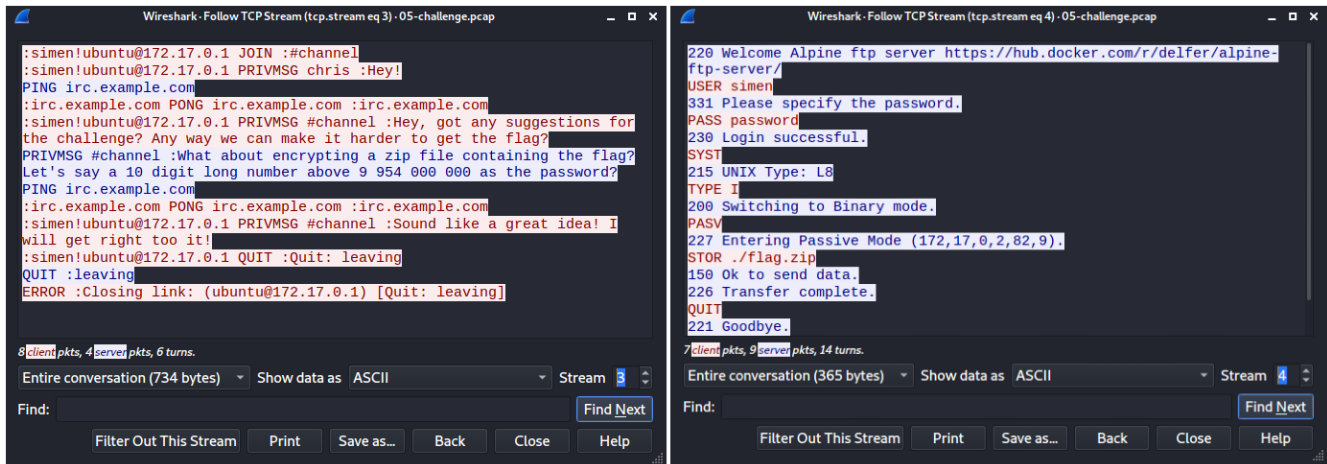 Wireshark · Follow TCP Stream (tcp.stream eq 3) · 05-challenge.pcap
:simen!ubuntu@172.17.0.1 JOIN :#channel
:simen!ubuntu@172.17.0.1 PRIVMSG chris :Hey!
PING irc.example.com
:irc.example.com PONG irc.example.com :irc.example.com
:simen!ubuntu@172.17.0.1 PRIVMSG #channel :Hey, got any suggestions for
the challenge? Any way we can make it harder to get the flag?
PRIVMSG #channel :What about encrypting a zip file containing the flag?
Let's say a 10 digit long number above 9 954 000 000 as the password?
PING irc.example.com
:irc.example.com PONG irc.example.com :irc.example.com
:simen!ubuntu@172.17.0.1 PRIVMSG #channel :Sound like a great idea! I
will get right too it!
:simen!ubuntu@172.17.0.1 QUIT :Quit: leaving
QUIT :leaving
ERROR :Closing link: (ubuntu@172.17.0.1) [Quit: leaving]
8 client pkts, 4 server pkts, 6 turns.
Entire conversation (734 bytes) Show data as ASCII Stream 3
Find: Find Next
Filter Out This Stream Print Save as... Back Close Help
Wireshark · Follow TCP Stream (tcp.stream eq 4) · 05-challenge.pcap
220 Welcome Alpine ftp server https://hub.docker.com/r/delfer/alpine-
ftp-server/
USER simen
331 Please specify the password.
PASS password
230 Login successful.
SYST
215 UNIX Type: L8
TYPE I
200 Switching to Binary mode.
PASV
227 Entering Passive Mode (172,17,0,2,82,9).
STOR ./flag.zip
150 Ok to send data.
226 Transfer complete.
QUIT
221 Goodbye.
7 client pkts, 9 server pkts, 14 turns.
Entire conversation (365 bytes) Show data as ASCII Stream 4
Find: Find Next
Filter Out This Stream Print Save as... Back Close Help